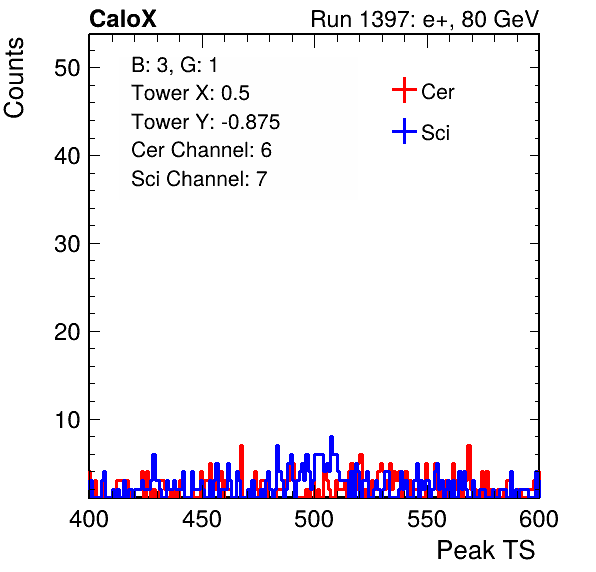 CaloX Run 1397: e+, 80 GeV
Counts
B: 3, G: 1
Tower X: 0.5
Tower Y: -0.875
Cer Channel: 6
Sci Channel: 7
Cer
Sci
50
40
30
20
10
400 450 500 550 600
Peak TS